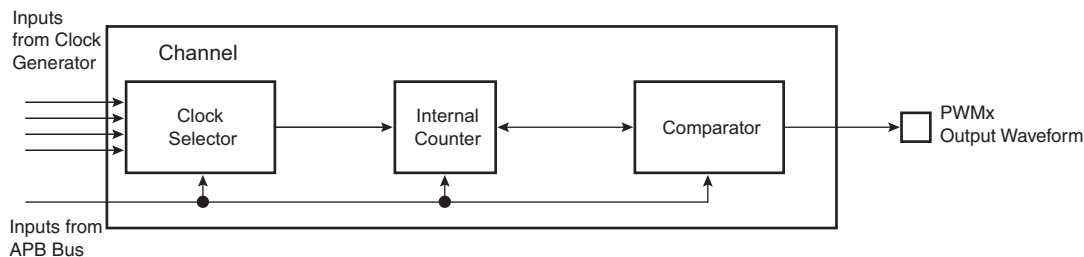 Inputs
from Clock
Generator
Channel
Clock
Selector
Internal
Counter
Comparator
PWMx
Output Waveform
Inputs from
APB Bus